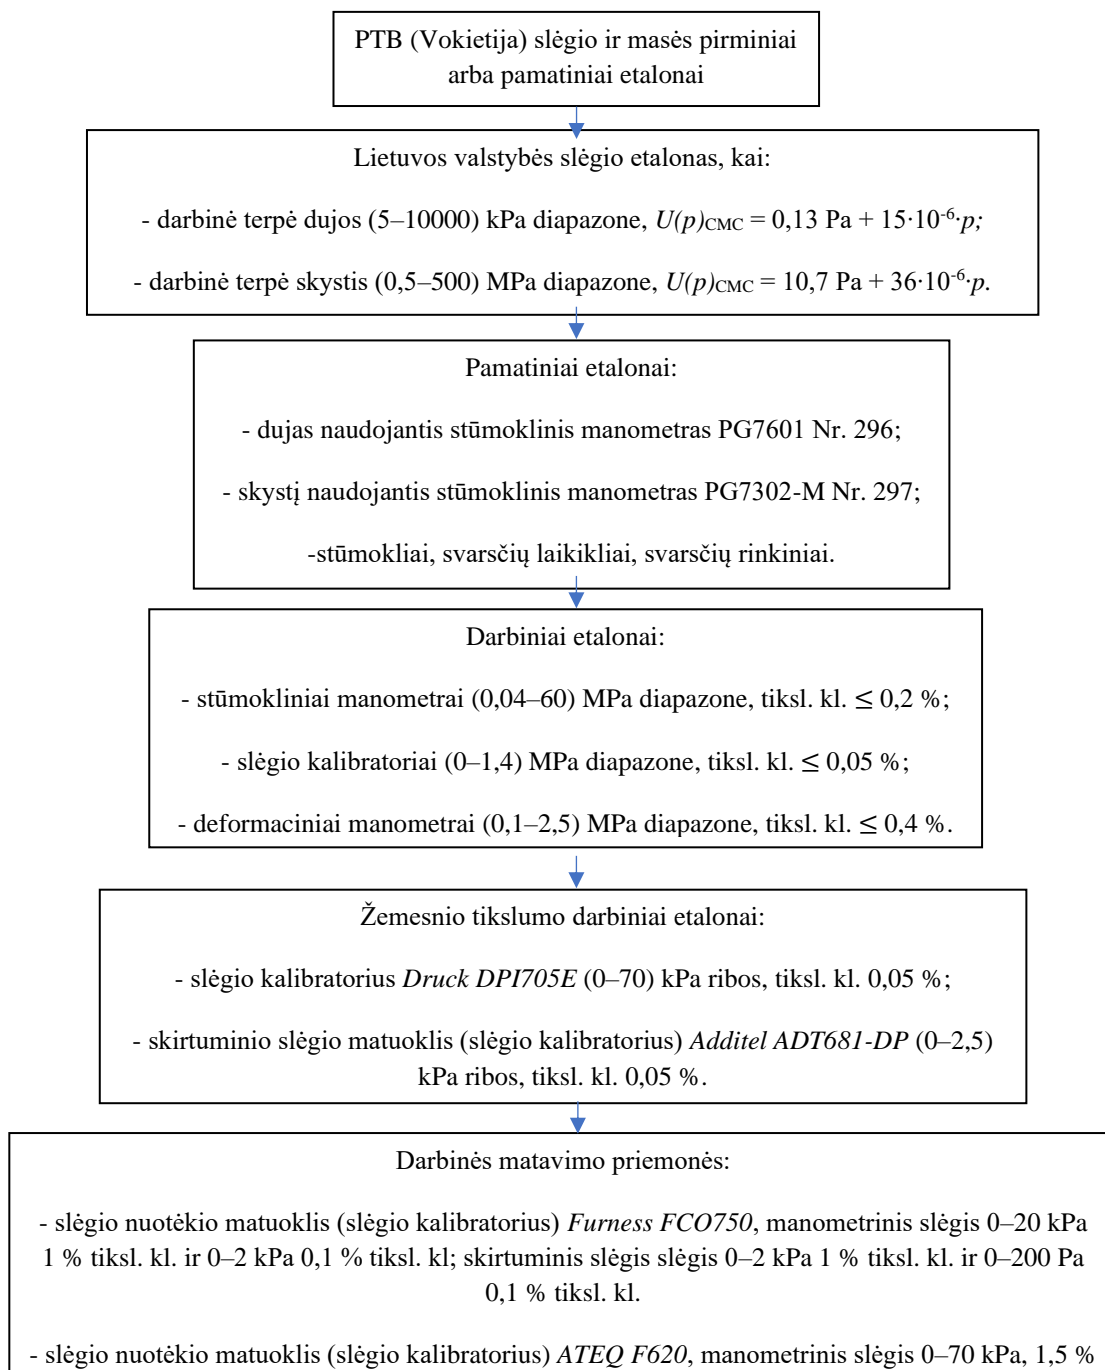 PTB (Vokietija) slėgio ir masės pirminiai
arba pamatiniai etalonai
Lietuvos valstybės slėgio etalonas, kai:
- darbinė terpė dujos (5–10000) kPa diapazone, U(p)CMC = 0,13 Pa + 15·10-6·p;
- darbinė terpė skystis (0,5–500) MPa diapazone, U(p)CMC = 10,7 Pa + 36·10-6·p.
Pamatiniai etalonai:
- dujas naudojantis stūmoklinis manometras PG7601 Nr. 296;
- skystį naudojantis stūmoklinis manometras PG7302-M Nr. 297;
-stūmokliai, svarsčių laikikliai, svarsčių rinkiniai.
Darbiniai etalonai:
- stūmokliniai manometrai (0,04–60) MPa diapazone, tiksl. kl. ≤ 0,2 %;
- slėgio kalibratoriai (0–1,4) MPa diapazone, tiksl. kl. ≤ 0,05 %;
- deformaciniai manometrai (0,1–2,5) MPa diapazone, tiksl. kl. ≤ 0,4 %.
Žemesnio tikslumo darbiniai etalonai:
- slėgio kalibratorius Druck DPI705E (0–70) kPa ribos, tiksl. kl. 0,05 %;
- skirtuminio slėgio matuoklis (slėgio kalibratorius) Additel ADT681-DP (0–2,5)
kPa ribos, tiksl. kl. 0,05 %.
Darbinės matavimo priemonės:
- slėgio nuotėkio matuoklis (slėgio kalibratorius) Furness FCO750, manometrinis slėgis 0–20 kPa
1 % tiksl. kl. ir 0–2 kPa 0,1 % tiksl. kl; skirtuminis slėgis slėgis 0–2 kPa 1 % tiksl. kl. ir 0–200 Pa
0,1 % tiksl. kl.
- slėgio nuotėkio matuoklis (slėgio kalibratorius) ATEQ F620, manometrinis slėgis 0–70 kPa, 1,5 %